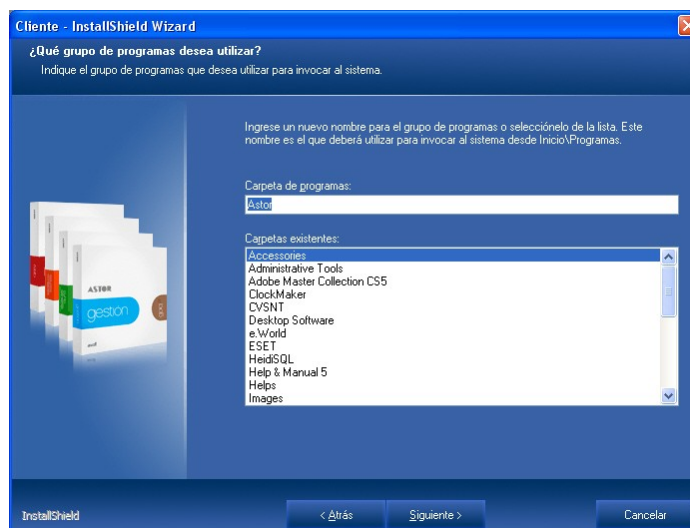 Cliente - InstallShield Wizard
¿Qué grupo de programas desea utilizar?
Indique el grupo de programas que desea utilizar para invocar al sistema.
Ingrese un nuevo nombre para el grupo de programas o selecciónelo de la lista. Este
nombre es el que deberá utilizar para invocar al sistema desde Inicio\Programas.
Carpeta de programas:
Astor
Carpetas existentes:
Accessories
Administrative Tools
Adobe Master Collection CS5
ClockMaker
CVSNT
Desktop Software
e.World
ESET
HeidiSQL
Help & Manual 5
Helps
Images
ASTOR
gestión
InstallShield
< Atrás
Siguiente >
Cancelar